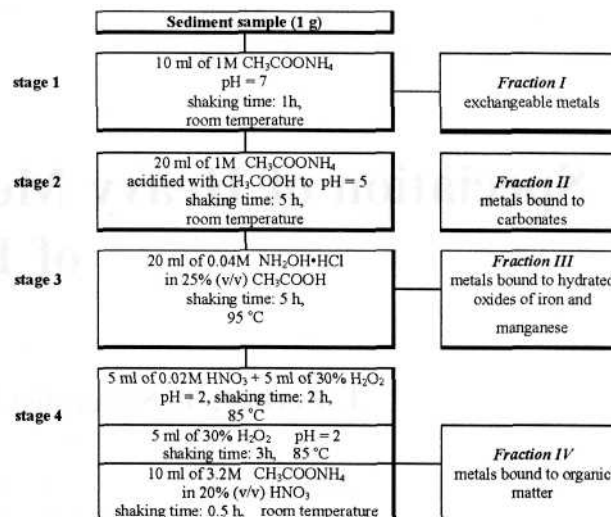 Sediment sample (1 g)
stage 1
10 ml of 1M CH₃COONH₄
pH = 7
shaking time: 1h,
room temperature
Fraction I
exchangeable metals
stage 2
20 ml of 1M CH₃COONH₄
acidified with CH₃COOH to pH = 5
shaking time: 5 h,
room temperature
Fraction II
metals bound to
carbonates
stage 3
20 ml of 0.04M NH₂OH•HCl
in 25% (v/v) CH₃COOH
shaking time: 5 h,
95 °C
Fraction III
metals bound to hydrated
oxides of iron and
manganese
stage 4
5 ml of 0.02M HNO₃ + 5 ml of 30% H₂O₂
pH = 2, shaking time: 2 h,
85 °C
5 ml of 30% H₂O₂ pH = 2
shaking time: 3h, 85 °C
10 ml of 3.2M CH₃COONH₄
in 20% (v/v) HNO₃
shaking time: 0.5 h, room temperature
Fraction IV
metals bound to organic
matter